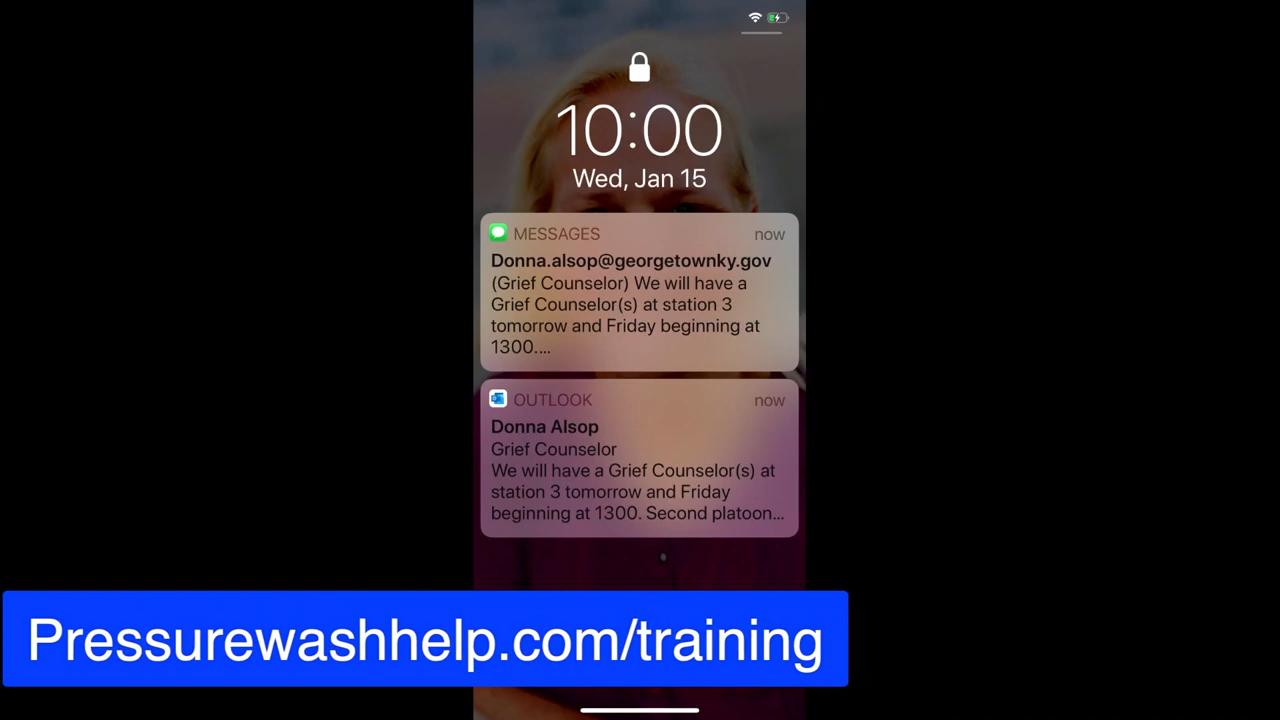 10:00
Wed, Jan 15
MESSAGES now
Donna.alsop@georgetownky.gov
(Grief Counselor) We will have a
Grief Counselor(s) at station 3
tomorrow and Friday beginning at
1300....
OUTLOOK now
Donna Alsop
Grief Counselor
We will have a Grief Counselor(s) at
station 3 tomorrow and Friday
beginning at 1300. Second platoon...
Pressurewashhelp.com/training